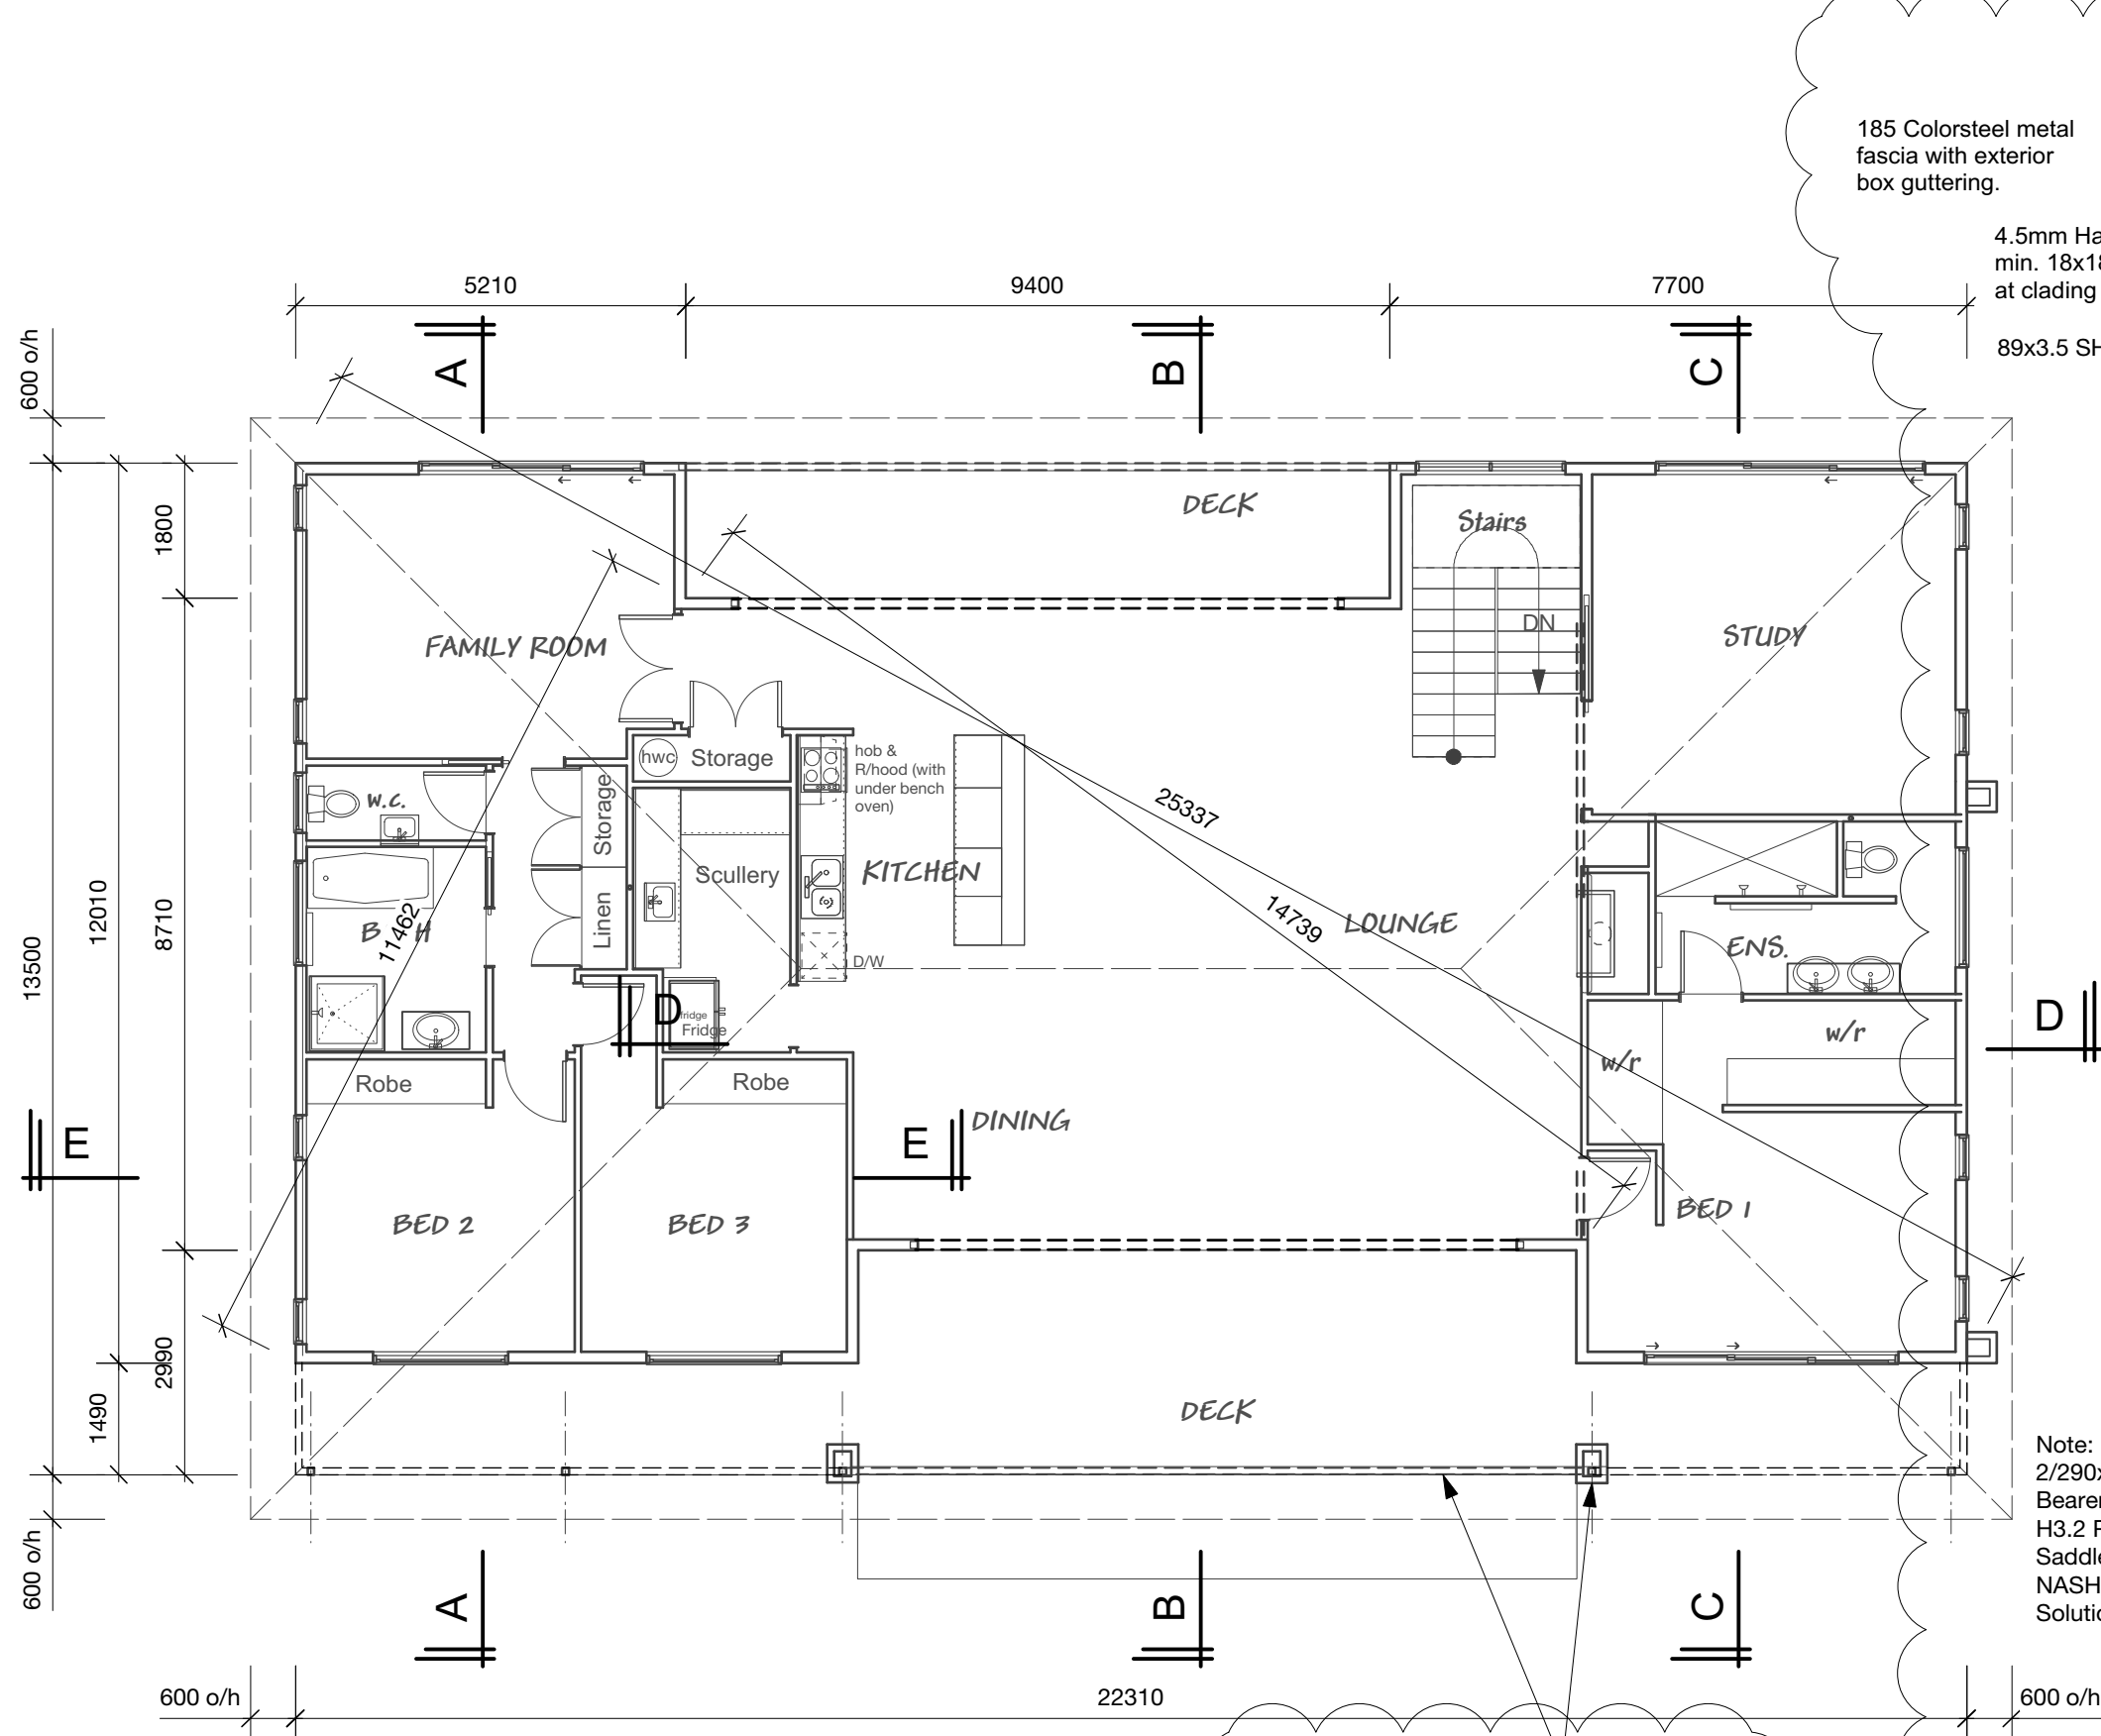 185 Colorsteel metal
fascia with exterior
box guttering.
4.5mm Ha
min. 18x18
at clading
89x3.5 SH
5210
9400
7700
600 o/h
A
B
C
1800
DECK
Stairs
DN
FAMILY ROOM
STUDY
hwc
Storage
hob &
R/hood (with
under bench
oven)
W.C.
Storage
25337
13500
12010
8710
Scullery
KITCHEN
Linen
11462
14739
LOUNGE
ENS.
D/W
D
fridge
Fridge
D
w/r
w/r
Robe
Robe
E
E
DINING
BED 2
BED 3
BED 1
2990
1490
DECK
Note:
2/290x
Bearer
H3.2 P
Saddle
NASH
Solutio
600 o/h
A
B
C
600 o/h
22310
600 o/h